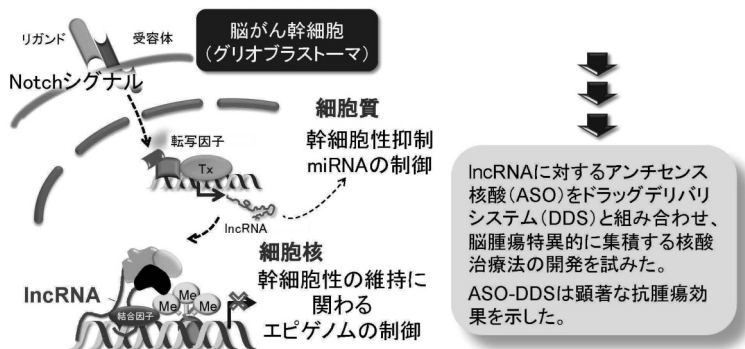 リガンド
受容体
脳がん幹細胞
(グリオブラストーマ)
Notchシグナル
細胞質
幹細胞性抑制
miRNAの制御
転写因子
Tx
lncRNA
細胞核
幹細胞性の維持に
関わる
エピゲノムの制御
lncRNA
Me
Me
Me
Me
結合因子
lncRNAに対するアンチセンス
核酸(ASO)をドラッグデリバリ
システム(DDS)と組み合わせ、
脳腫瘍特異的に集積する核酸
治療法の開発を試みた。
ASO-DDSは顕著な抗腫瘍効
果を示した。